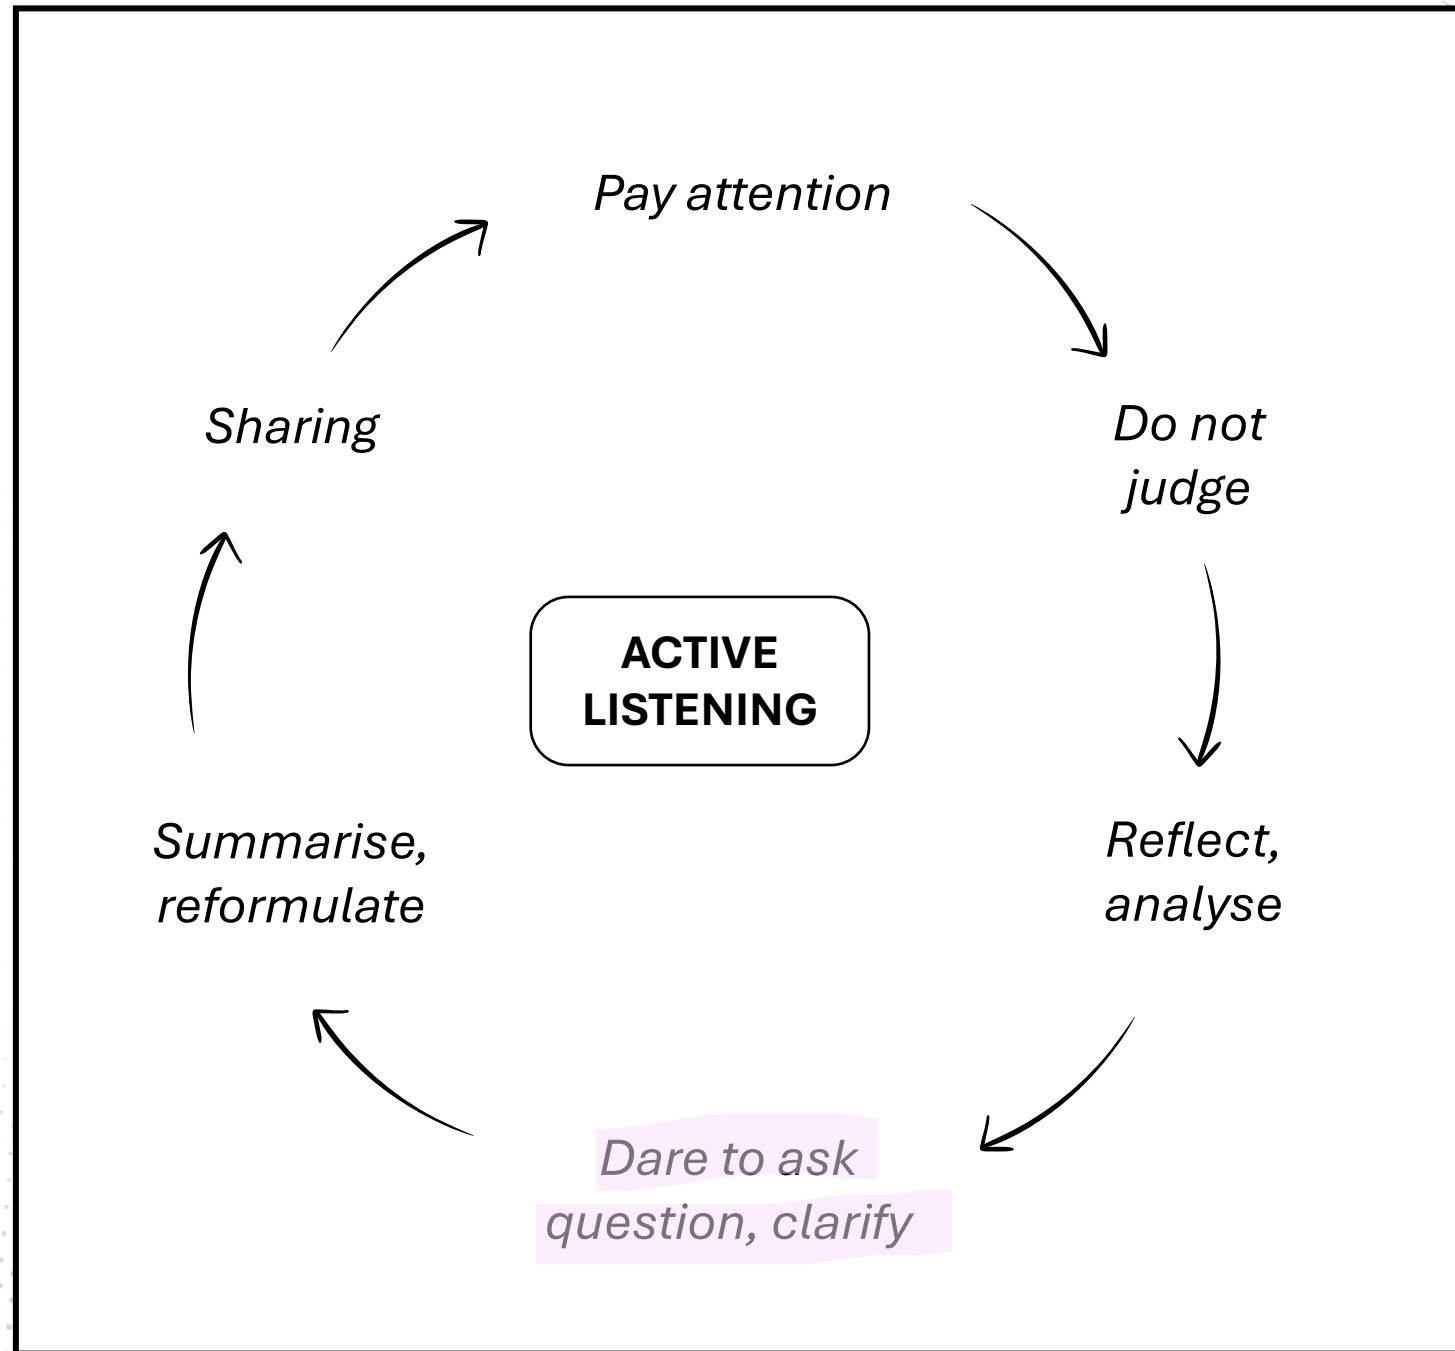 Pay attention
Do not
judge
Reflect,
analyse
Dare to ask
question, clarify
Summarise,
reformulate
Sharing
ACTIVE
LISTENING